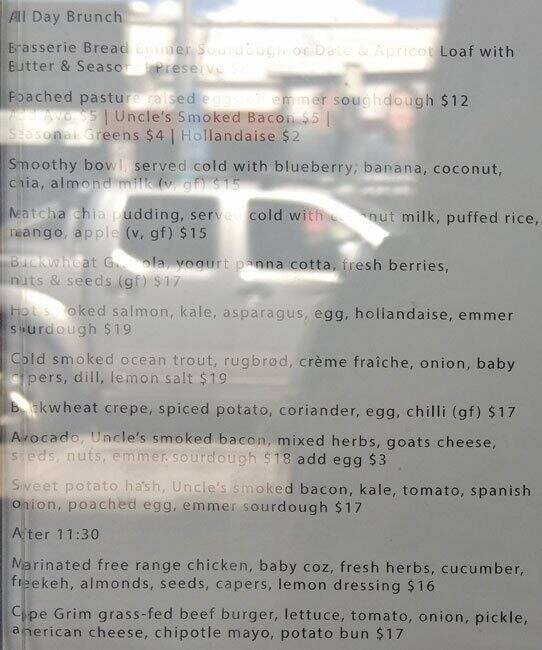 All Day Brunch
Brasserie Bread Emmer Sourdough or Date & Apricot Loaf with
Butter & Seasonal Preserve
Poached pasture raised eggs on emmer soughdough $12
Add Avo $5 | Uncle's Smoked Bacon $5 |
Seasonal Greens $4 | Hollandaise $2
Smoothy bowl, served cold with blueberry, banana, coconut,
chia, almond milk (v, gf) $15
Matcha chia pudding, served cold with coconut milk, puffed rice,
mango, apple (v, gf) $15
Buckwheat Granola, yogurt panna cotta, fresh berries,
nuts & seeds (gf) $17
Hot smoked salmon, kale, asparagus, egg, hollandaise, emmer
sourdough $19
Cold smoked ocean trout, rugbrød, crème fraîche, onion, baby
capers, dill, lemon salt $19
Buckwheat crepe, spiced potato, coriander, egg, chilli (gf) $17
Avocado, Uncle's smoked bacon, mixed herbs, goats cheese,
seeds, nuts, emmer sourdough $18 add egg $3
Sweet potato hash, Uncle's smoked bacon, kale, tomato, spanish
onion, poached egg, emmer sourdough $17
After 11:30
Marinated free range chicken, baby coz, fresh herbs, cucumber,
freekeh, almonds, seeds, capers, lemon dressing $16
Cape Grim grass-fed beef burger, lettuce, tomato, onion, pickle,
american cheese, chipotle mayo, potato bun $17